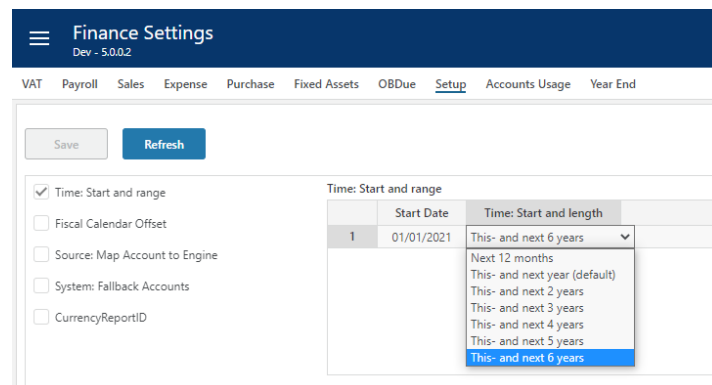 Finance Settings
Dev - 5.0.0.2
VAT Payroll Sales Expense Purchase Fixed Assets OBDue Setup Accounts Usage Year End
Save Refresh
Time: Start and range
Fiscal Calendar Offset
Source: Map Account to Engine
System: Fallback Accounts
CurrencyReportID
Time: Start and range
Start Date Time: Start and length
1 01/01/2021 This- and next 6 years
Next 12 months
This- and next year (default)
This- and next 2 years
This- and next 3 years
This- and next 4 years
This- and next 5 years
This- and next 6 years